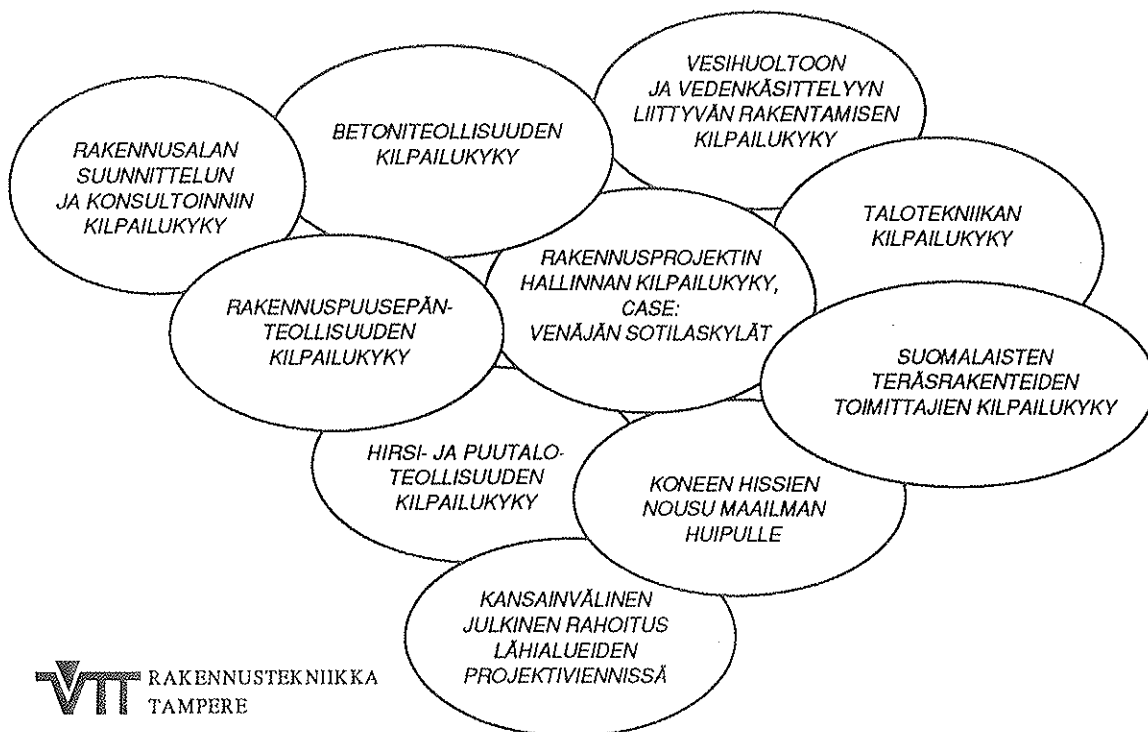 VESIHUOLTOON
JA VEDENKÄSITTELYYN
LIITTYVÄN RAKENTAMISEN
KILPAILUKYKY
BETONITEOLLISUUDEN
KILPAILUKYKY
RAKENNUSALAN
SUUNNITTELUN
JA KONSULTOINNIN
KILPAILUKYKY
TALOTEKNIIKAN
KILPAILUKYKY
RAKENNUSPROJEKTIN
HALLINNAN KILPAILUKYKY,
CASE:
VENÄJÄN SOTILASKYLÄT
RAKENNUSPUUSEPÄN-
TEOLLISUUDEN
KILPAILUKYKY
SUOMALAISTEN
TERÄSRAKENTEIDEN
TOIMITTAJIEN KILPAILUKYKY
HIRSI- JA PUUTALO-
TEOLLISUUDEN
KILPAILUKYKY
KONEEN HISSIEN
NOUSU MAAILMAN
HUIPULLE
KANSAINVÄLINEN
JULKINEN RAHOITUS
LÄHIALUEIDEN
PROJEKTIVIENNISSÄ
VTT RAKENNUSTEKNIIKKA
TAMPERE